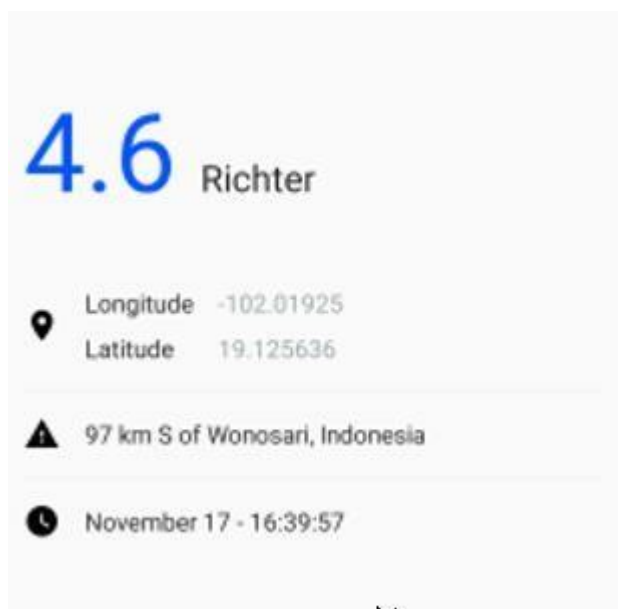 4.6 Richter
Longitude -102.01925
Latitude 19.125636
97 km S of Wonosari, Indonesia
November 17 - 16:39:57